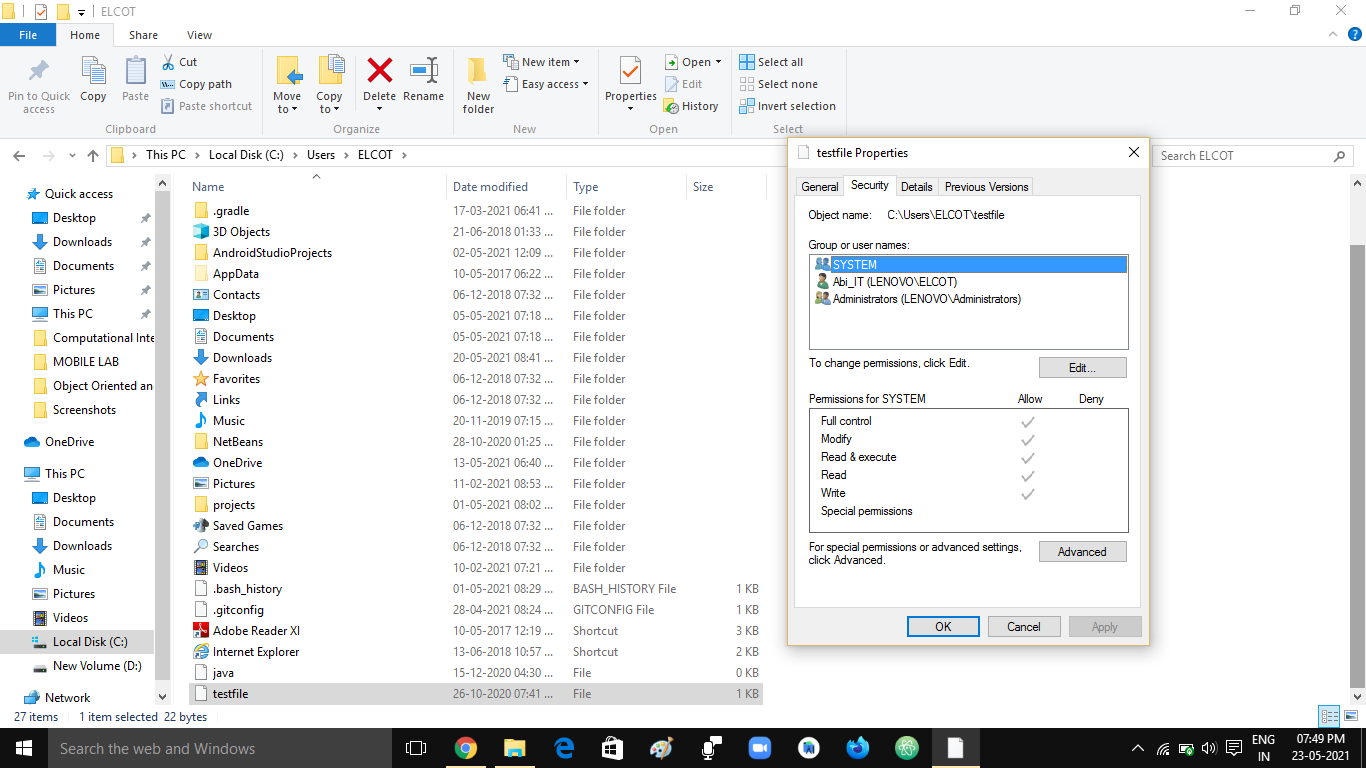 ELCOT
File Home Share View
Pin to Quick access
Copy
Paste
Cut
Copy path
Paste shortcut
Clipboard
Move to
Copy to
Delete
Rename
Organize
New folder
New item
Easy access
New
Properties
Open
Edit
History
Open
Select all
Select none
Invert selection
Select
This PC Local Disk (C:) Users ELCOT
Search ELCOT
Quick access
Desktop
Downloads
Documents
Pictures
This PC
Computational Inte
MOBILE LAB
Object Oriented an
Screenshots
OneDrive
This PC
Desktop
Documents
Downloads
Music
Pictures
Videos
Local Disk (C:)
New Volume (D:)
Network
Name Date modified Type Size
.gradle 17-03-2021 06:41 ... File folder
3D Objects 21-06-2018 01:33 ... File folder
AndroidStudioProjects 02-05-2021 12:09 ... File folder
AppData 10-05-2017 06:22 ... File folder
Contacts 06-12-2018 07:32 ... File folder
Desktop 05-05-2021 07:18 ... File folder
Documents 05-05-2021 07:18 ... File folder
Downloads 20-05-2021 08:41 ... File folder
Favorites 06-12-2018 07:32 ... File folder
Links 06-12-2018 07:32 ... File folder
Music 20-11-2019 07:15 ... File folder
NetBeans 28-10-2020 01:25 ... File folder
OneDrive 13-05-2021 06:40 ... File folder
Pictures 11-02-2021 08:53 ... File folder
projects 01-05-2021 08:02 ... File folder
Saved Games 06-12-2018 07:32 ... File folder
Searches 06-12-2018 07:32 ... File folder
Videos 10-02-2021 07:21 ... File folder
.bash_history 01-05-2021 08:29 ... BASH_HISTORY File 1 KB
.gitconfig 28-04-2021 08:24 ... GITCONFIG File 1 KB
Adobe Reader XI 10-05-2017 12:19 ... Shortcut 3 KB
Internet Explorer 13-06-2018 10:57 ... Shortcut 2 KB
java 15-12-2020 04:30 ... File 0 KB
testfile 26-10-2020 07:41 ... File 1 KB
testfile Properties
General Security Details Previous Versions
Object name: C:\Users\ELCOT\testfile
Group or user names:
SYSTEM
Abi_IT (LENOVO\ELCOT)
Administrators (LENOVO\Administrators)
To change permissions, click Edit.
Edit...
Permissions for SYSTEM Allow Deny
Full control
Modify
Read & execute
Read
Write
Special permissions
For special permissions or advanced settings,
click Advanced.
Advanced
OK Cancel Apply
27 items 1 item selected 22 bytes
Search the web and Windows
ENG
IN
07:49 PM
23-05-2021